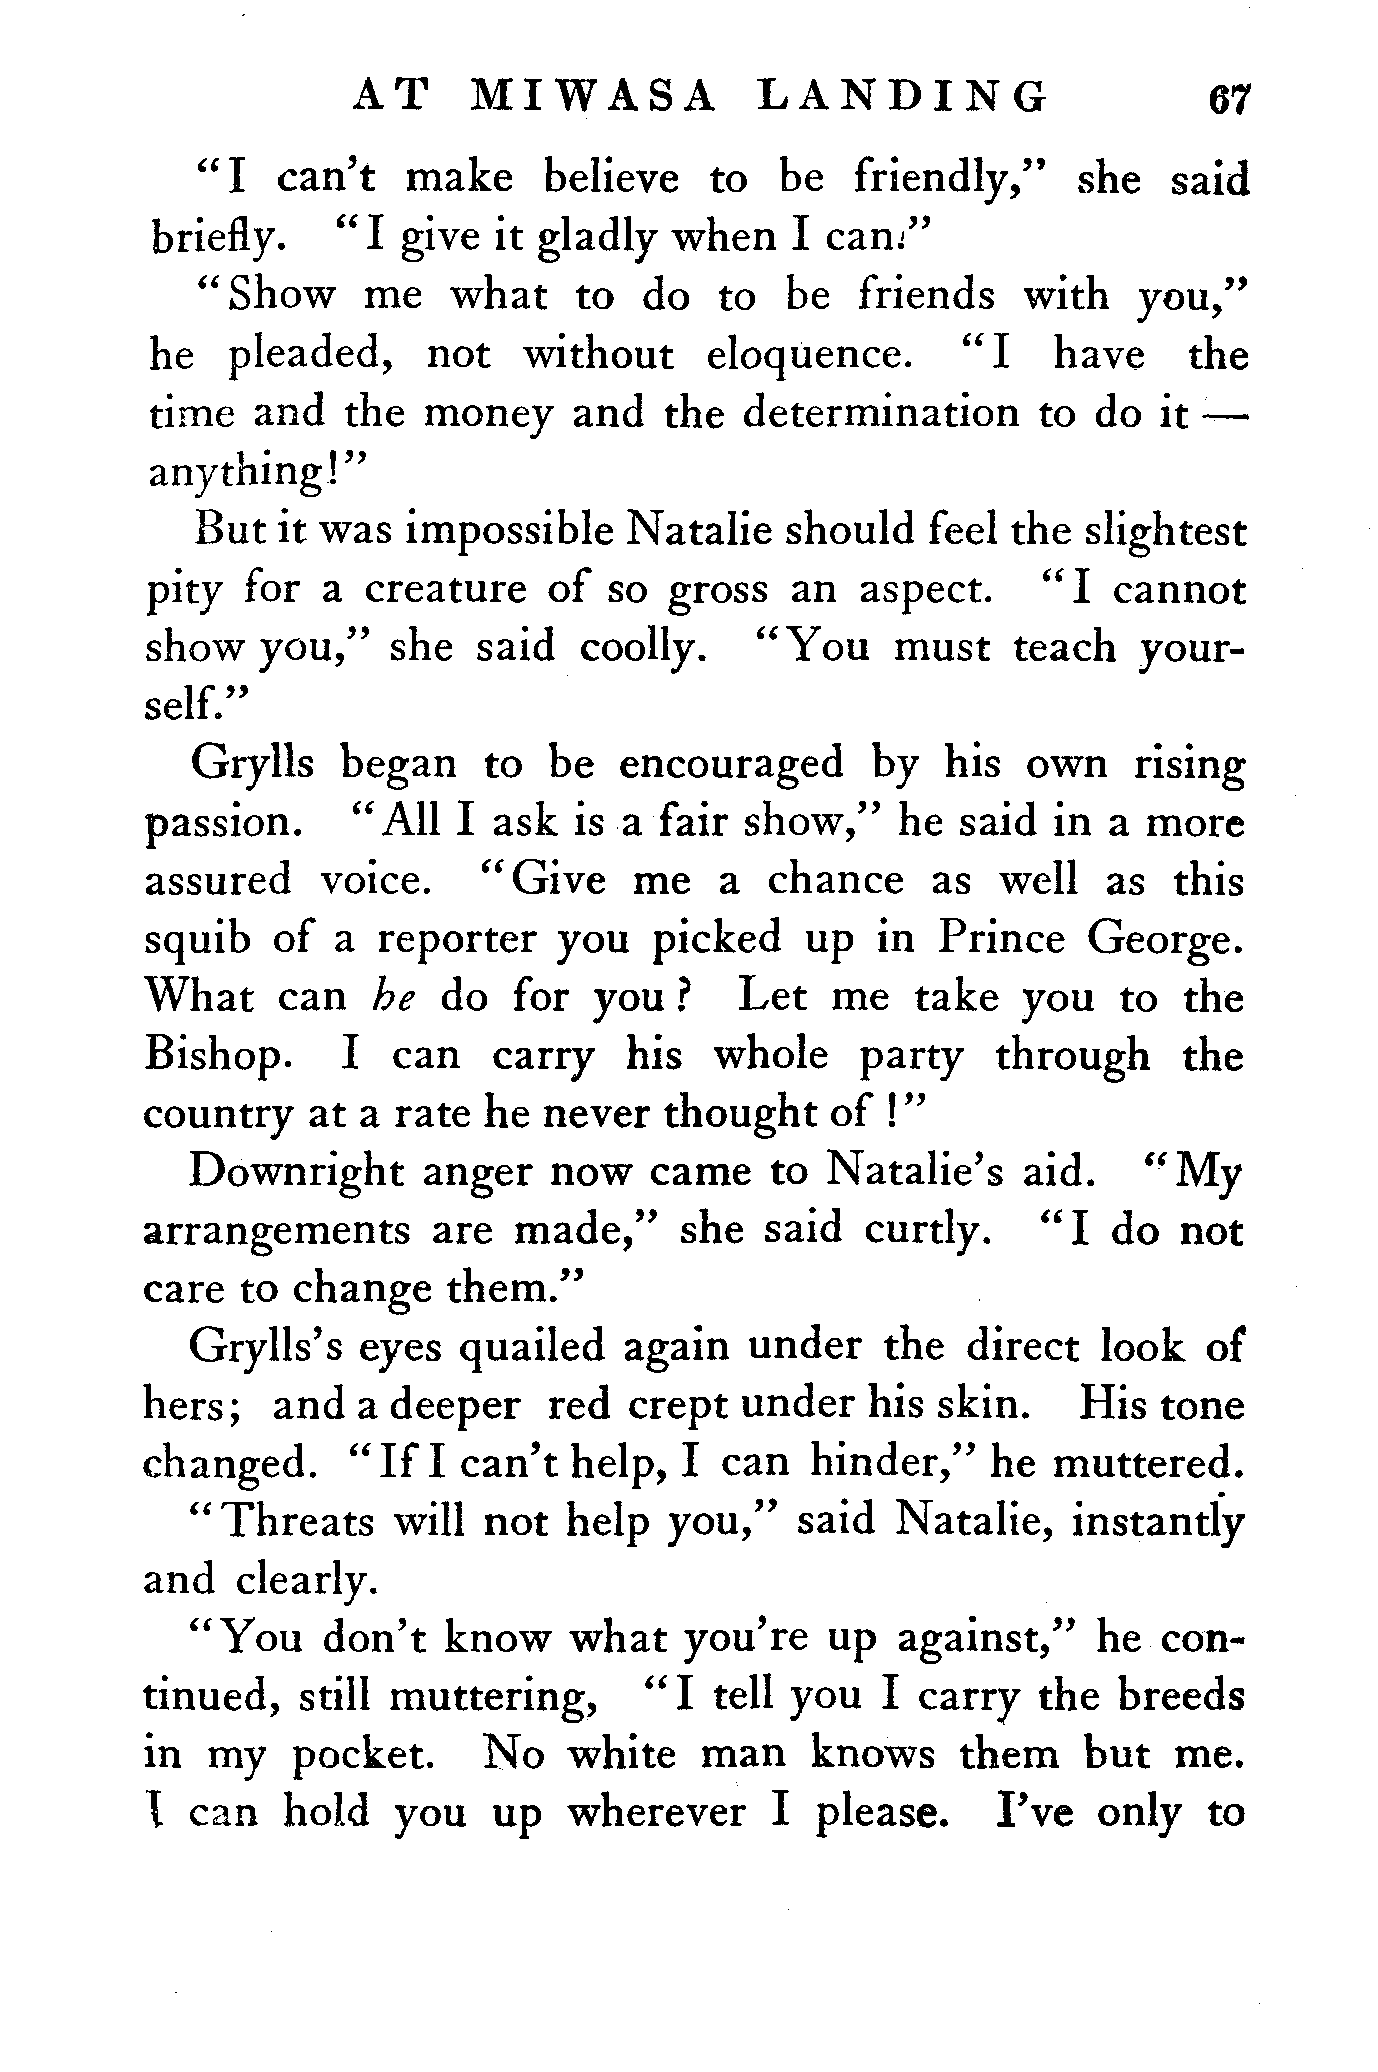 AT MIWASA LANDING 67
“I can’t make believe to be friendly,” she said
briefly. “I give it gladly when I can.”
“Show me what to do to be friends with you,”
he pleaded, not without eloquence. “I have the
time and the money and the determination to do it —
anything!”
But it was impossible Natalie should feel the slightest
pity for a creature of so gross an aspect. “I cannot
show you,” she said coolly. “You must teach your-
self.”
Grylls began to be encouraged by his own rising
passion. “All I ask is a fair show,” he said in a more
assured voice. “Give me a chance as well as this
squib of a reporter you picked up in Prince George.
What can he do for you? Let me take you to the
Bishop. I can carry his whole party through the
country at a rate he never thought of!”
Downright anger now came to Natalie’s aid. “My
arrangements are made,” she said curtly. “I do not
care to change them.”
Grylls’s eyes quailed again under the direct look of
hers; and a deeper red crept under his skin. His tone
changed. “If I can’t help, I can hinder,” he muttered.
“Threats will not help you,” said Natalie, instantly
and clearly.
“You don’t know what you’re up against,” he con-
tinued, still muttering, “I tell you I carry the breeds
in my pocket. No white man knows them but me.
I can hold you up wherever I please. I’ve only to